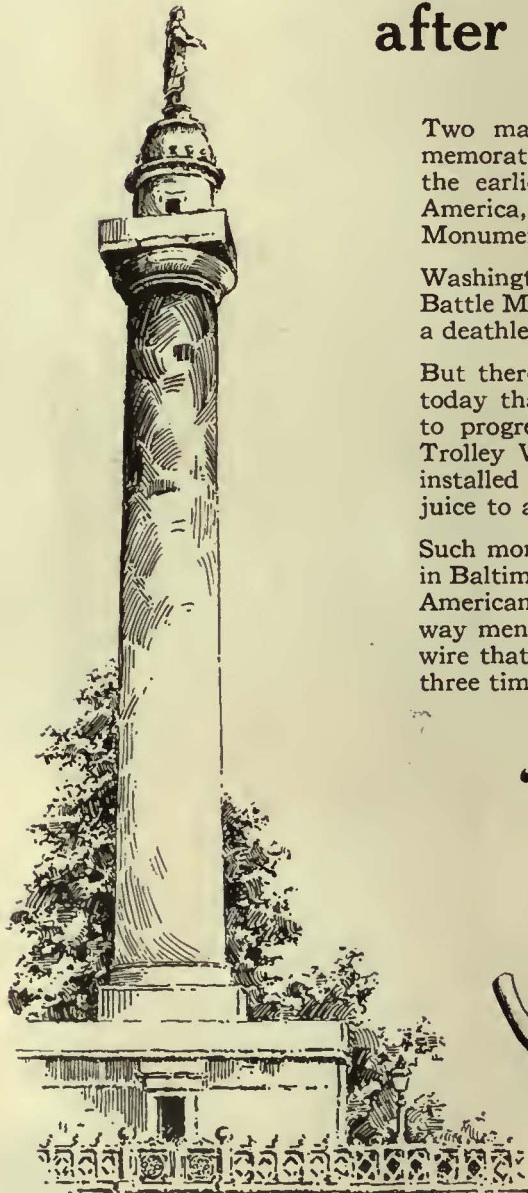 after
Two ma
memorat
the earli
America,
Monume
Washingt
Battle M
a deathle
But ther
today tha
to progre
Trolley V
installed
juice to a
Such mor
in Baltim
American
way men
wire that
three tim